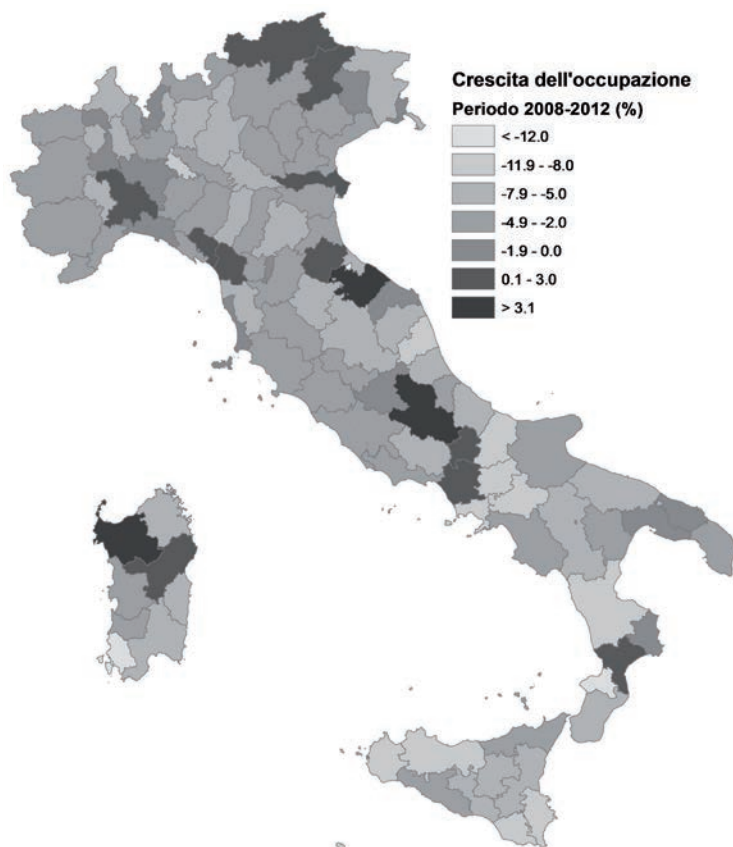 Crescita dell'occupazione
Periodo 2008-2012 (%)
< -12.0
-11.9 - -8.0
-7.9 - -5.0
-4.9 - -2.0
-1.9 - 0.0
0.1 - 3.0
> 3.1